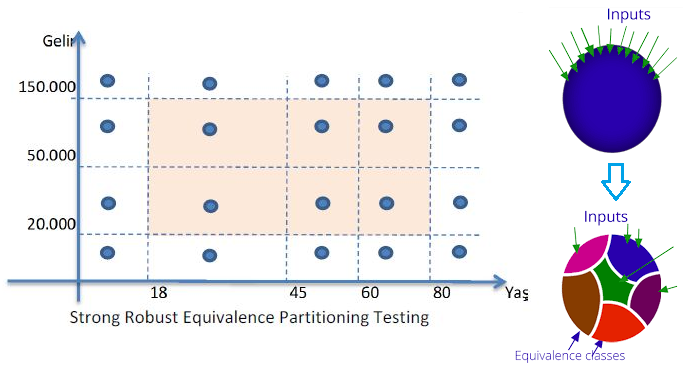 Gelir
150.000
50.000
20.000
18 45 60 80 Yaş
Strong Robust Equivalence Partitioning Testing
Inputs
Inputs
Equivalence classes